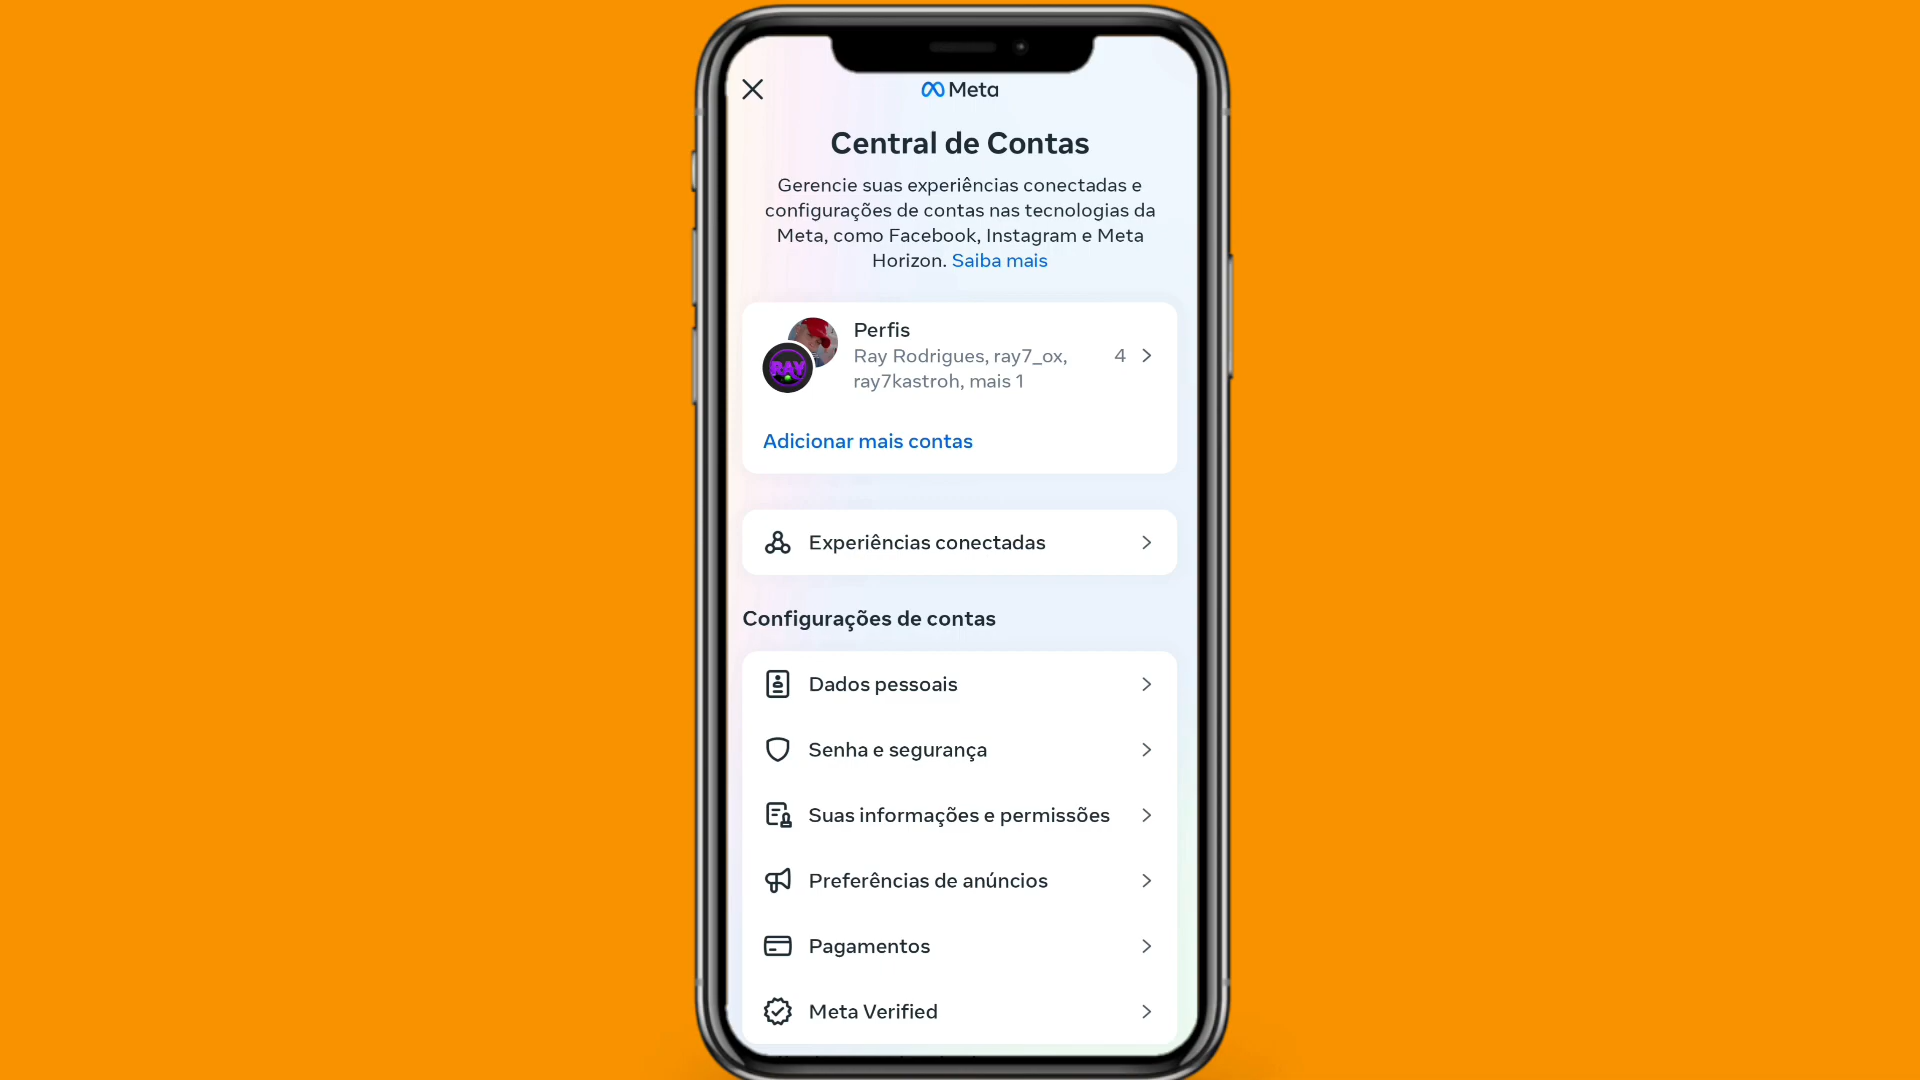 Meta
Central de Contas
Gerencie suas experiências conectadas e
configurações de contas nas tecnologias da
Meta, como Facebook, Instagram e Meta
Horizon. Saiba mais
Perfis
Ray Rodrigues, ray7_ox,
ray7kastroh, mais 1
4
RAY
Adicionar mais contas
Experiências conectadas
Configurações de contas
Dados pessoais
Senha e segurança
Suas informações e permissões
Preferências de anúncios
Pagamentos
Meta Verified